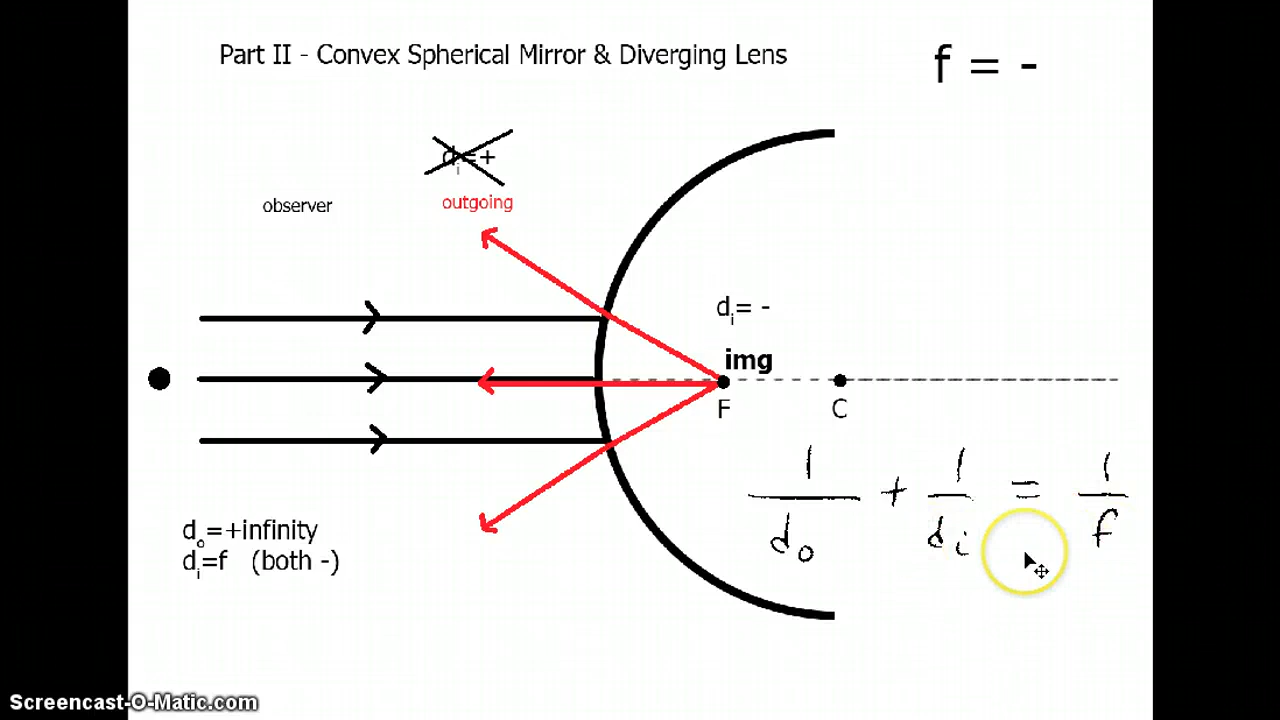 Part II - Convex Spherical Mirror & Diverging Lens
f = -
di=+
observer
outgoing
di= -
img
F
C
1/do + 1/di = 1/f
do=+infinity
di=f (both -)
Screencast-O-Matic.com